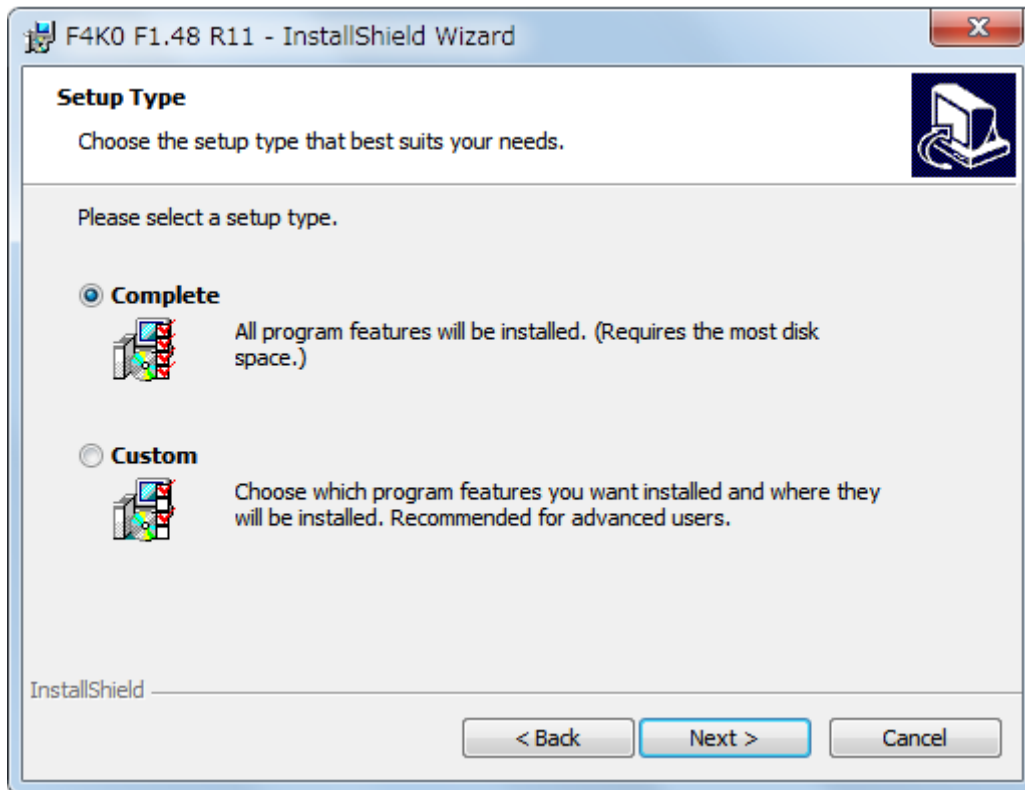 F4K0 F1.48 R11 - InstallShield Wizard
Setup Type
Choose the setup type that best suits your needs.
Please select a setup type.
Complete
All program features will be installed. (Requires the most disk
space.)
Custom
Choose which program features you want installed and where they
will be installed. Recommended for advanced users.
InstallShield
< Back
Next >
Cancel